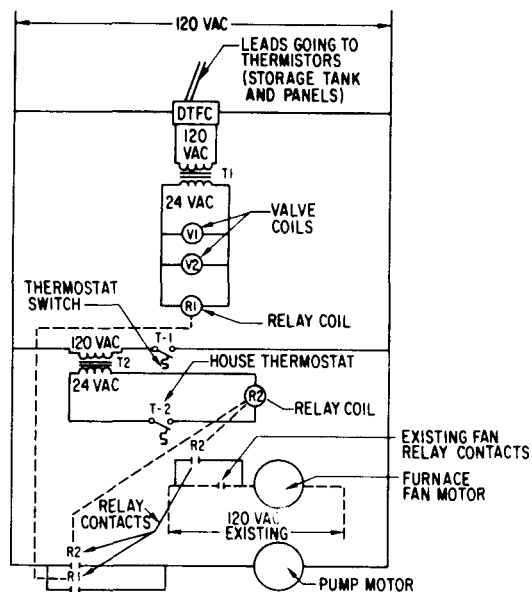 120 VAC
LEADS GOING TO
THERMISTORS
(STORAGE TANK
AND PANELS)
DTFC
120
VAC
T1
24 VAC
V1
VALVE
COILS
V2
THERMOSTAT
SWITCH
R1
RELAY COIL
120 VAC
T-1
T2
HOUSE THERMOSTAT
24 VAC
T-2
R2
RELAY COIL
R2
EXISTING FAN
RELAY CONTACTS
FURNACE
FAN MOTOR
RELAY
CONTACTS
120 VAC
EXISTING
R2
R1
PUMP MOTOR